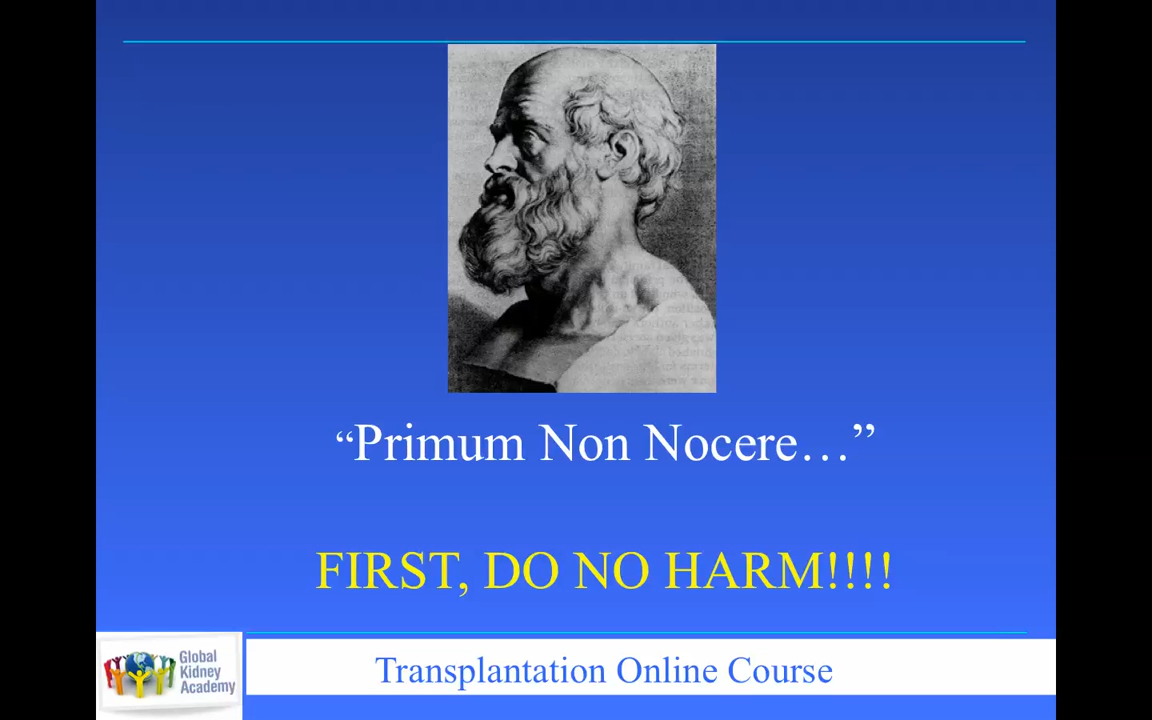 “Primum Non Nocere…”
FIRST, DO NO HARM!!!!
Global
Kidney
Academy
Transplantation Online Course